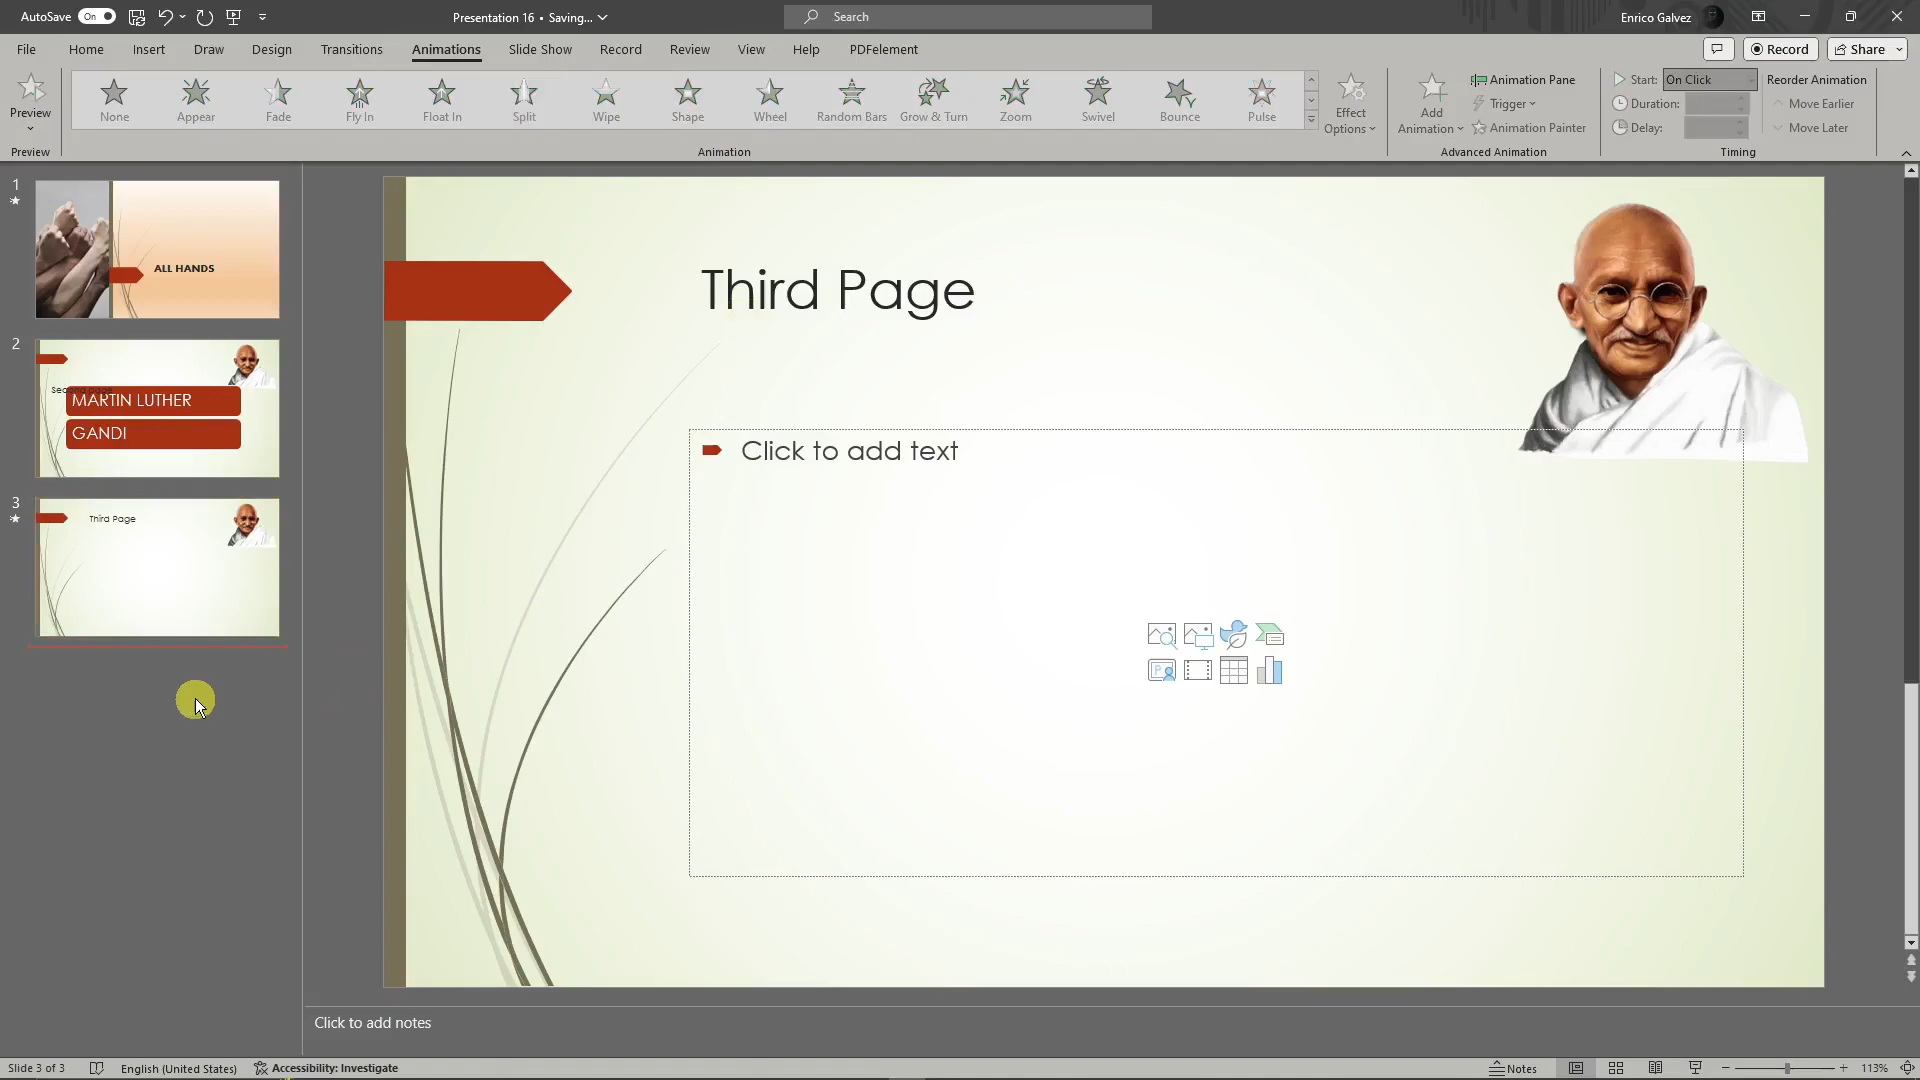 AutoSave On Presentation 16 • Saving... Search Enrico Galvez
File Home Insert Draw Design Transitions Animations Slide Show Record Review View Help PDFelement Record Share
Preview
None Appear Fade Fly In Float In Split Wipe Shape Wheel Random Bars Grow & Turn Zoom Swivel Bounce Pulse
Effect Options
Add Animation
Animation Pane
Trigger
Animation Painter
Start: On Click
Duration:
Delay:
Reorder Animation
Move Earlier
Move Later
Preview Animation Advanced Animation Timing
1
ALL HANDS
2
MARTIN LUTHER
GANDI
3
Third Page
Third Page
Click to add text
Click to add notes
Slide 3 of 3 English (United States) Accessibility: Investigate Notes 113%